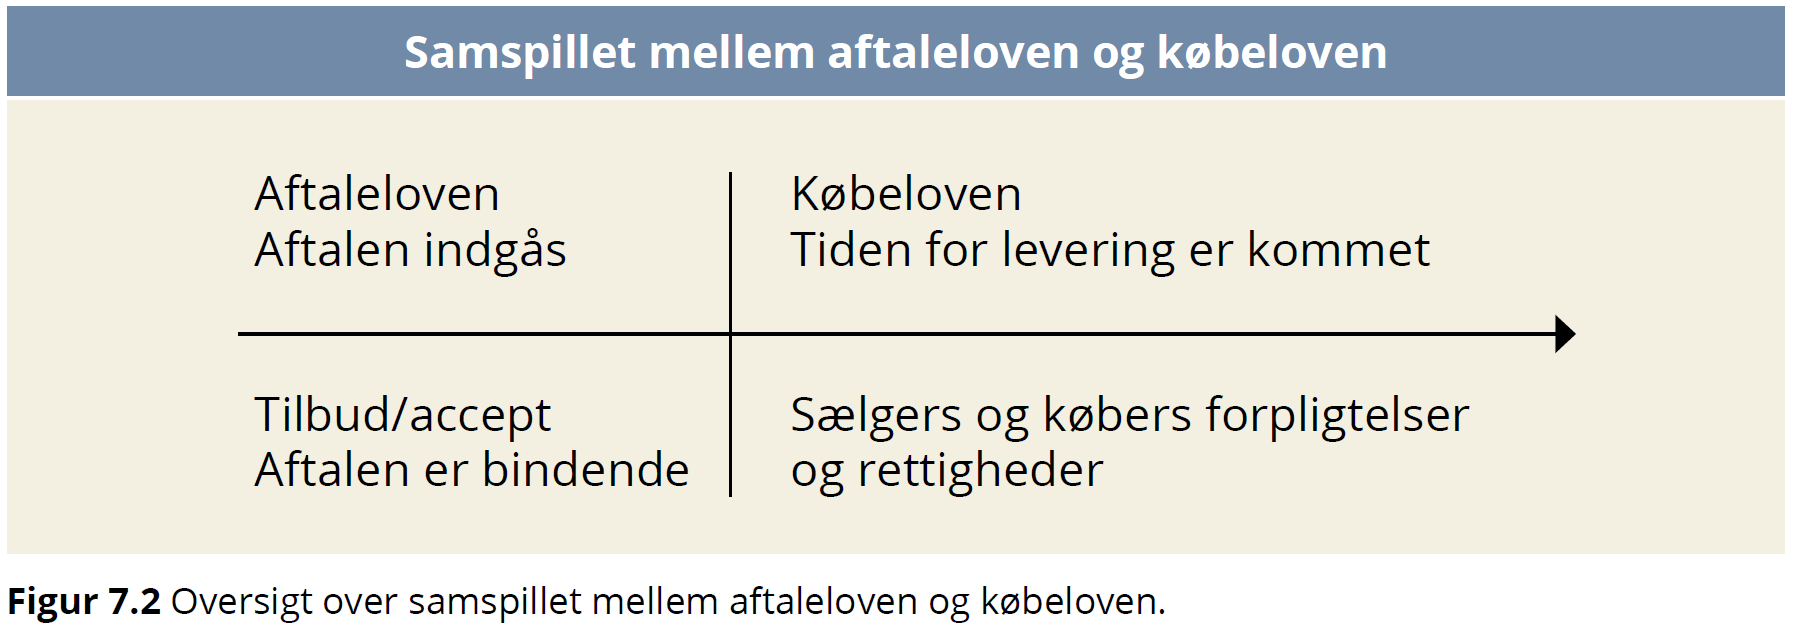 Samspillet mellem aftaleloven og købeloven
Aftaleloven
Aftalen indgås
Købeloven
Tiden for levering er kommet
Tilbud/accept
Aftalen er bindende
Sælgers og købers forpligtelser
og rettigheder
Figur 7.2 Oversigt over samspillet mellem aftaleloven og købeloven.